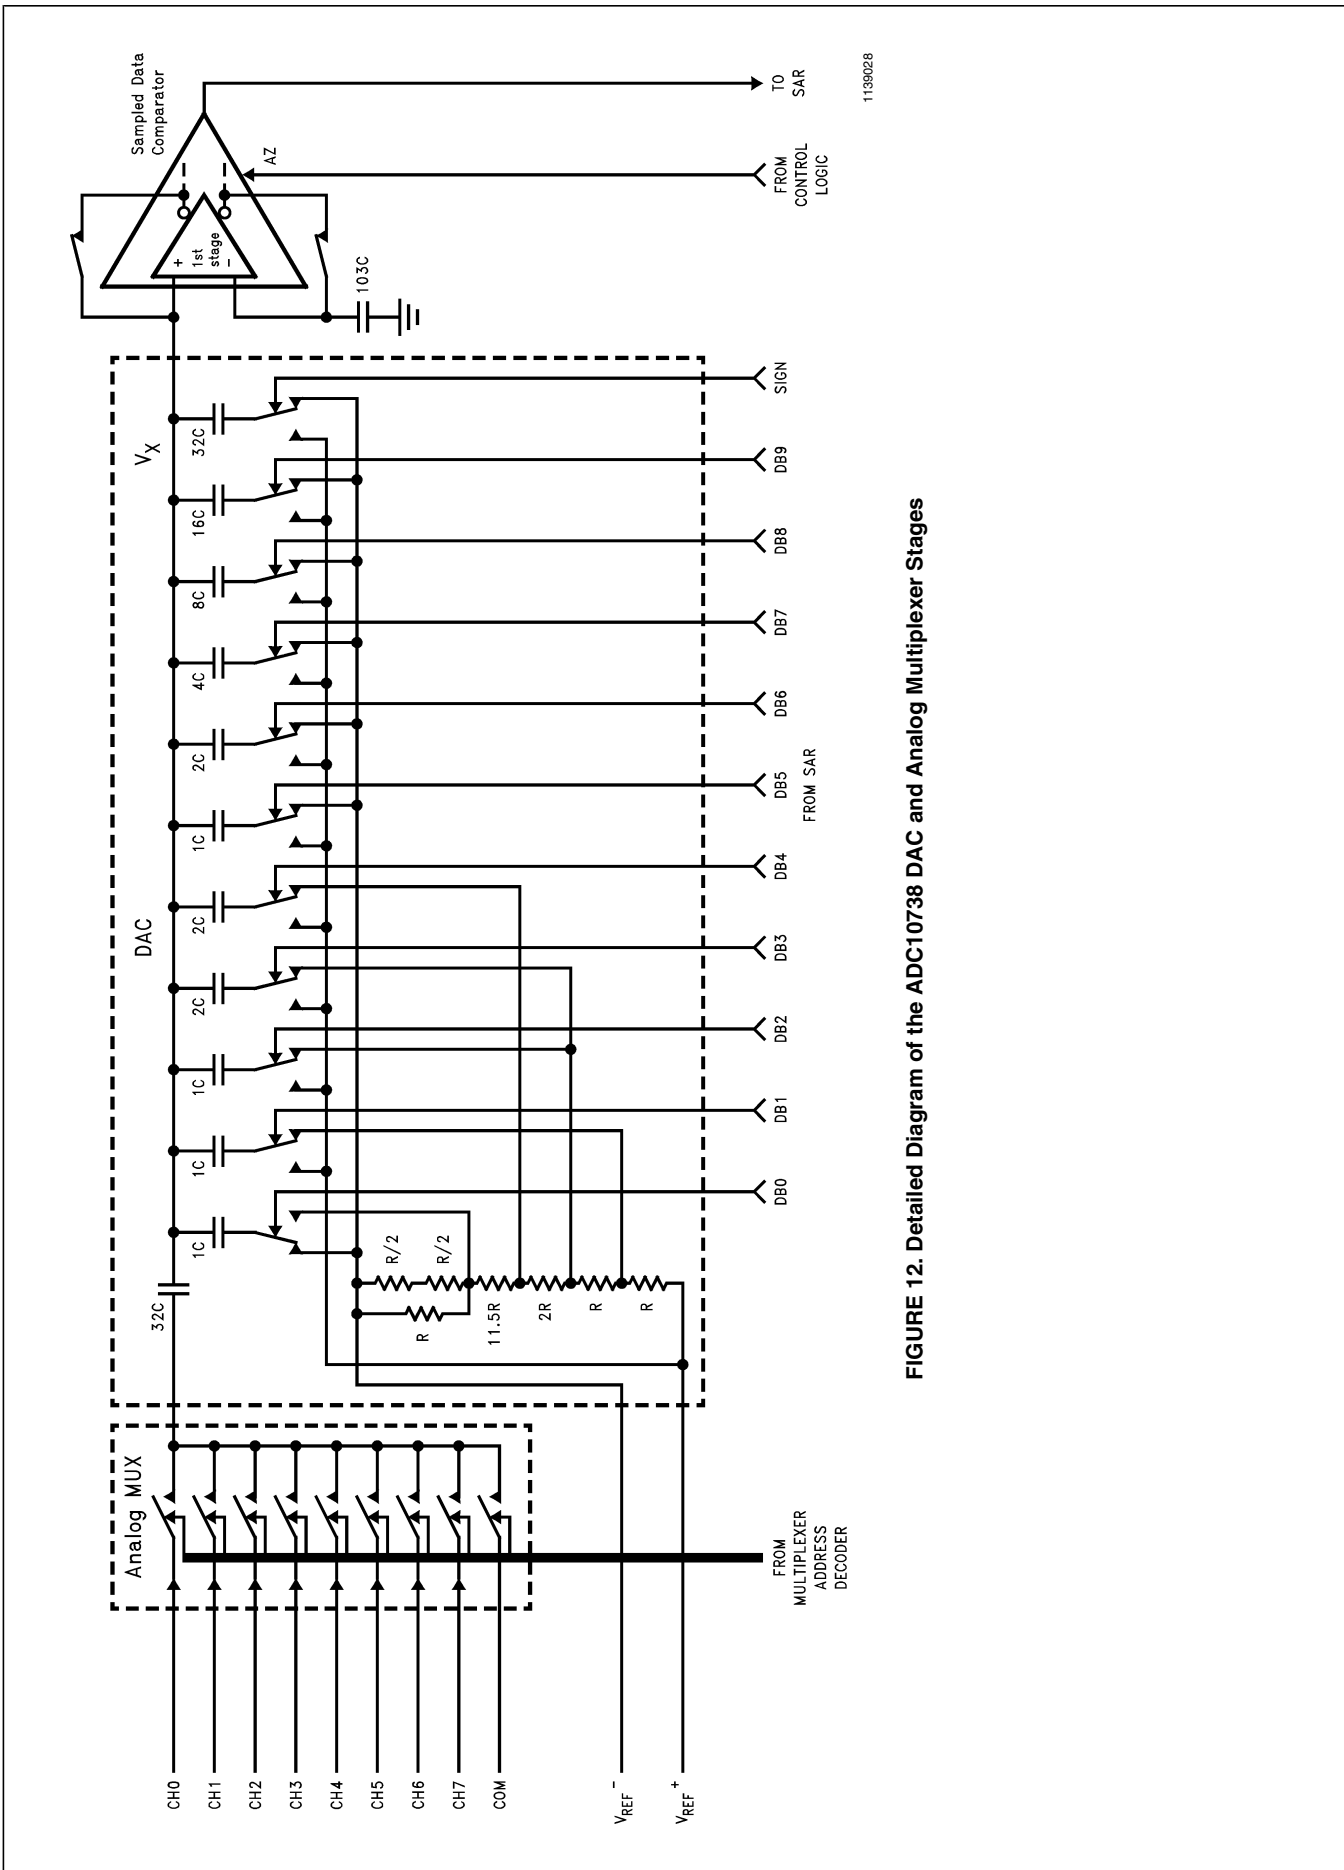 Sampled Data
Comparator
TO
SAR
1139028
AZ
FROM
CONTROL
LOGIC
+
1st
stage
−
103C
DAC
VX
32C
1C
1C
1C
2C
2C
1C
2C
4C
8C
16C
32C
R/2
R/2
R
11.5R
2R
R
R
DB0
DB1
DB2
DB3
DB4
DB5
DB6
DB7
DB8
DB9
SIGN
FROM SAR
Analog MUX
FROM
MULTIPLEXER
ADDRESS
DECODER
CH0
CH1
CH2
CH3
CH4
CH5
CH6
CH7
COM
VREF−
VREF+
FIGURE 12. Detailed Diagram of the ADC10738 DAC and Analog Multiplexer Stages